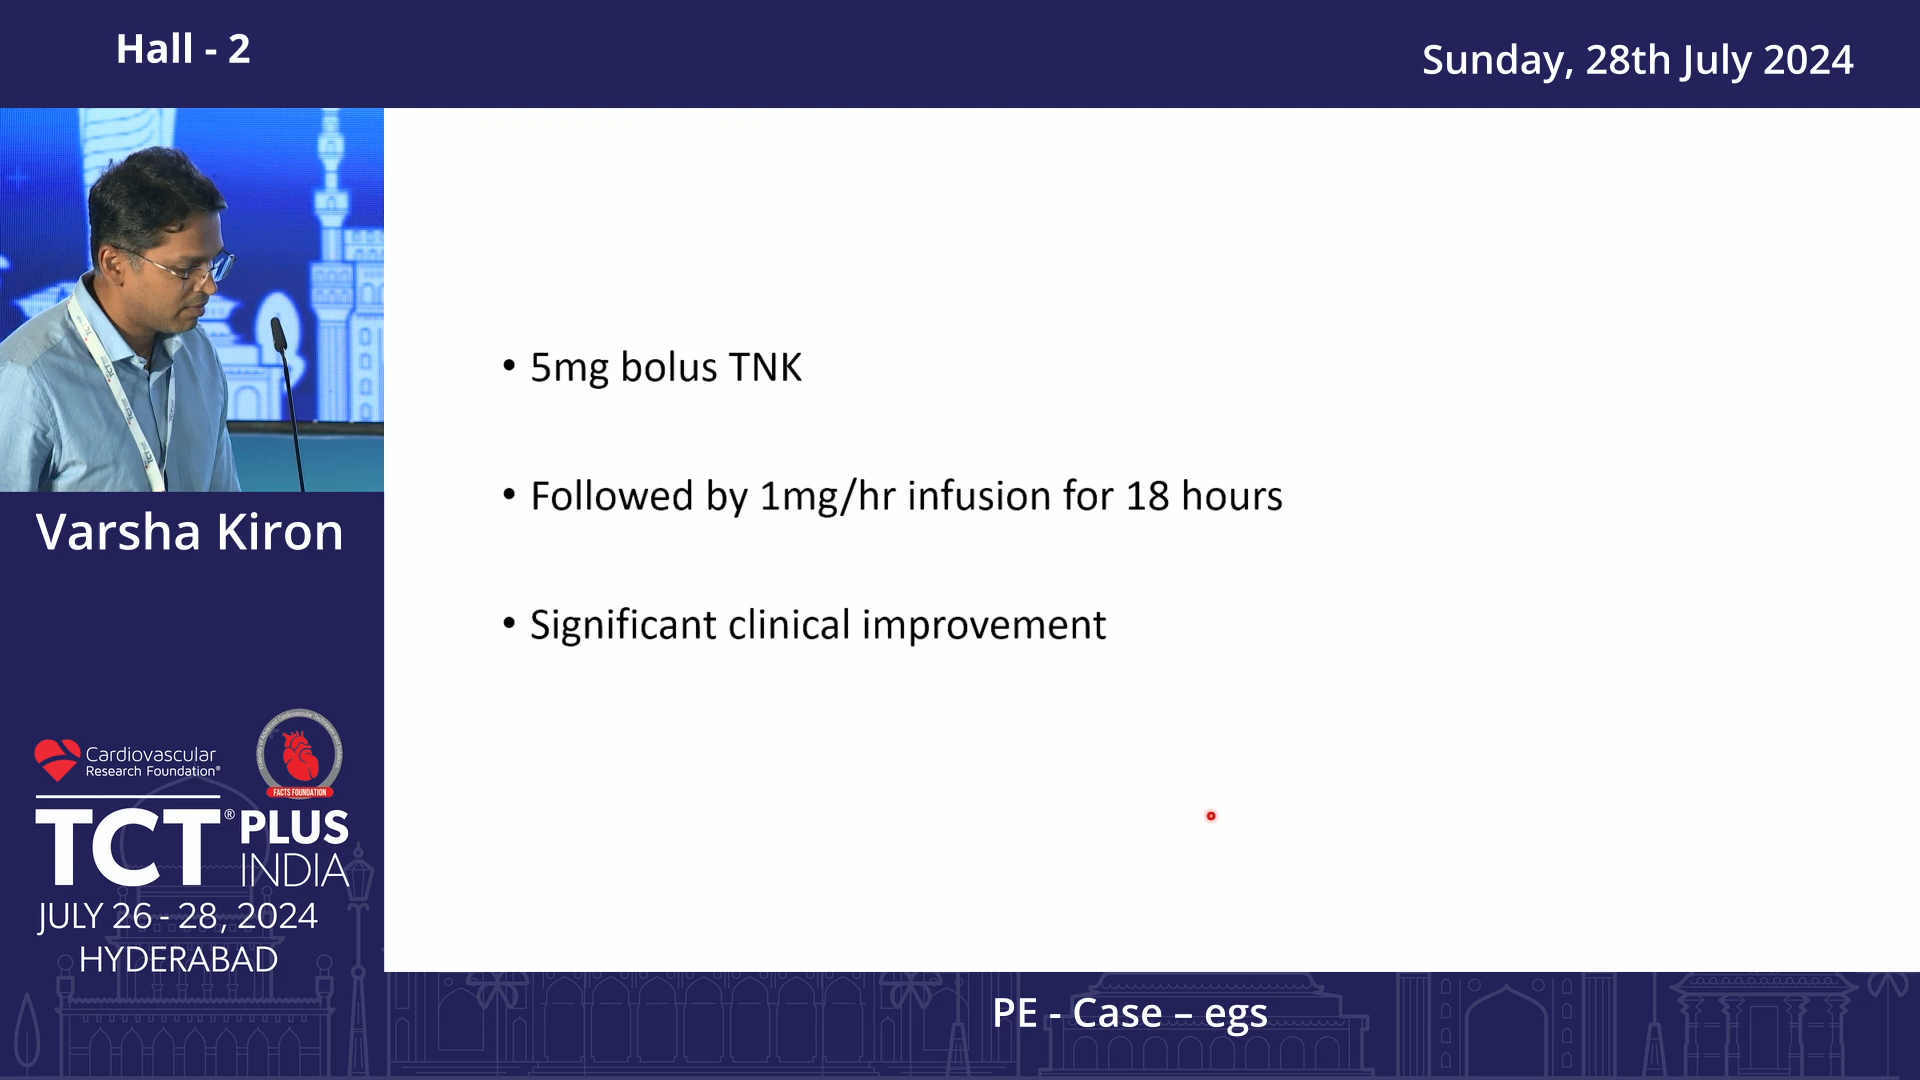 Hall - 2
Sunday, 28th July 2024
• 5mg bolus TNK
• Followed by 1mg/hr infusion for 18 hours
• Significant clinical improvement
Varsha Kiron
Cardiovascular
Research Foundation®
FACTS FOUNDATION
TCT® PLUS
INDIA
JULY 26 - 28, 2024
HYDERABAD
PE - Case – egs